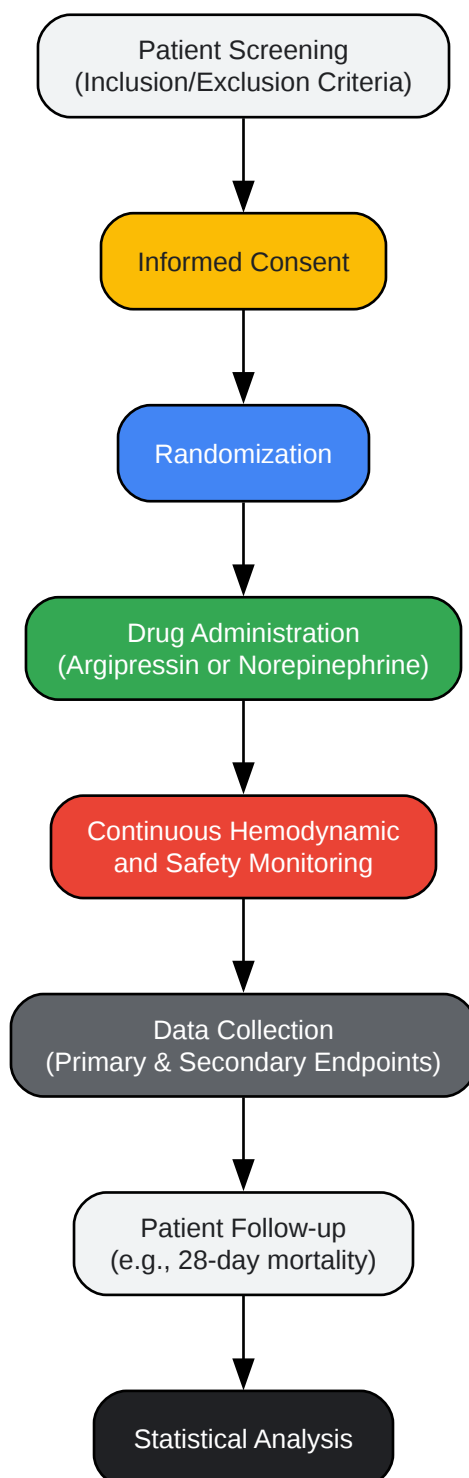 Patient Screening
(Inclusion/Exclusion Criteria)
Informed Consent
Randomization
Drug Administration
(Argipressin or Norepinephrine)
Continuous Hemodynamic
and Safety Monitoring
Data Collection
(Primary & Secondary Endpoints)
Patient Follow-up
(e.g., 28-day mortality)
Statistical Analysis